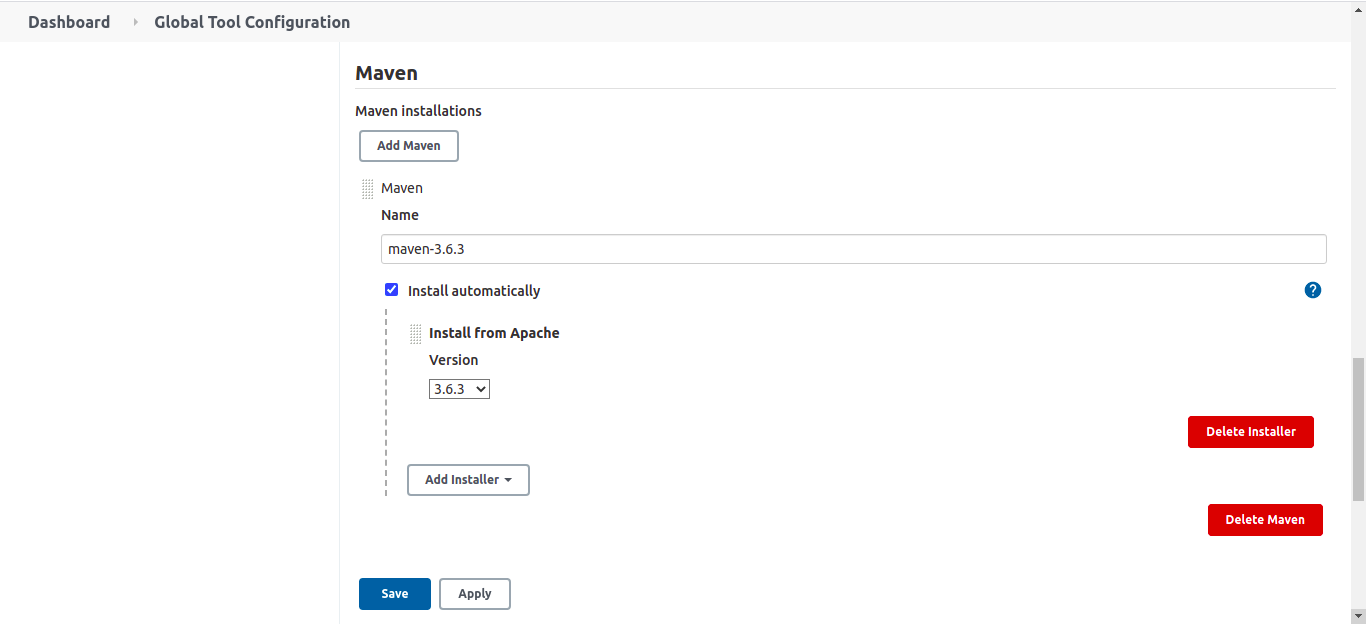 Dashboard Global Tool Configuration
Maven
Maven installations
Add Maven
Maven
Name
maven-3.6.3
Install automatically
?
Install from Apache
Version
3.6.3
Delete Installer
Add Installer
Delete Maven
Save Apply